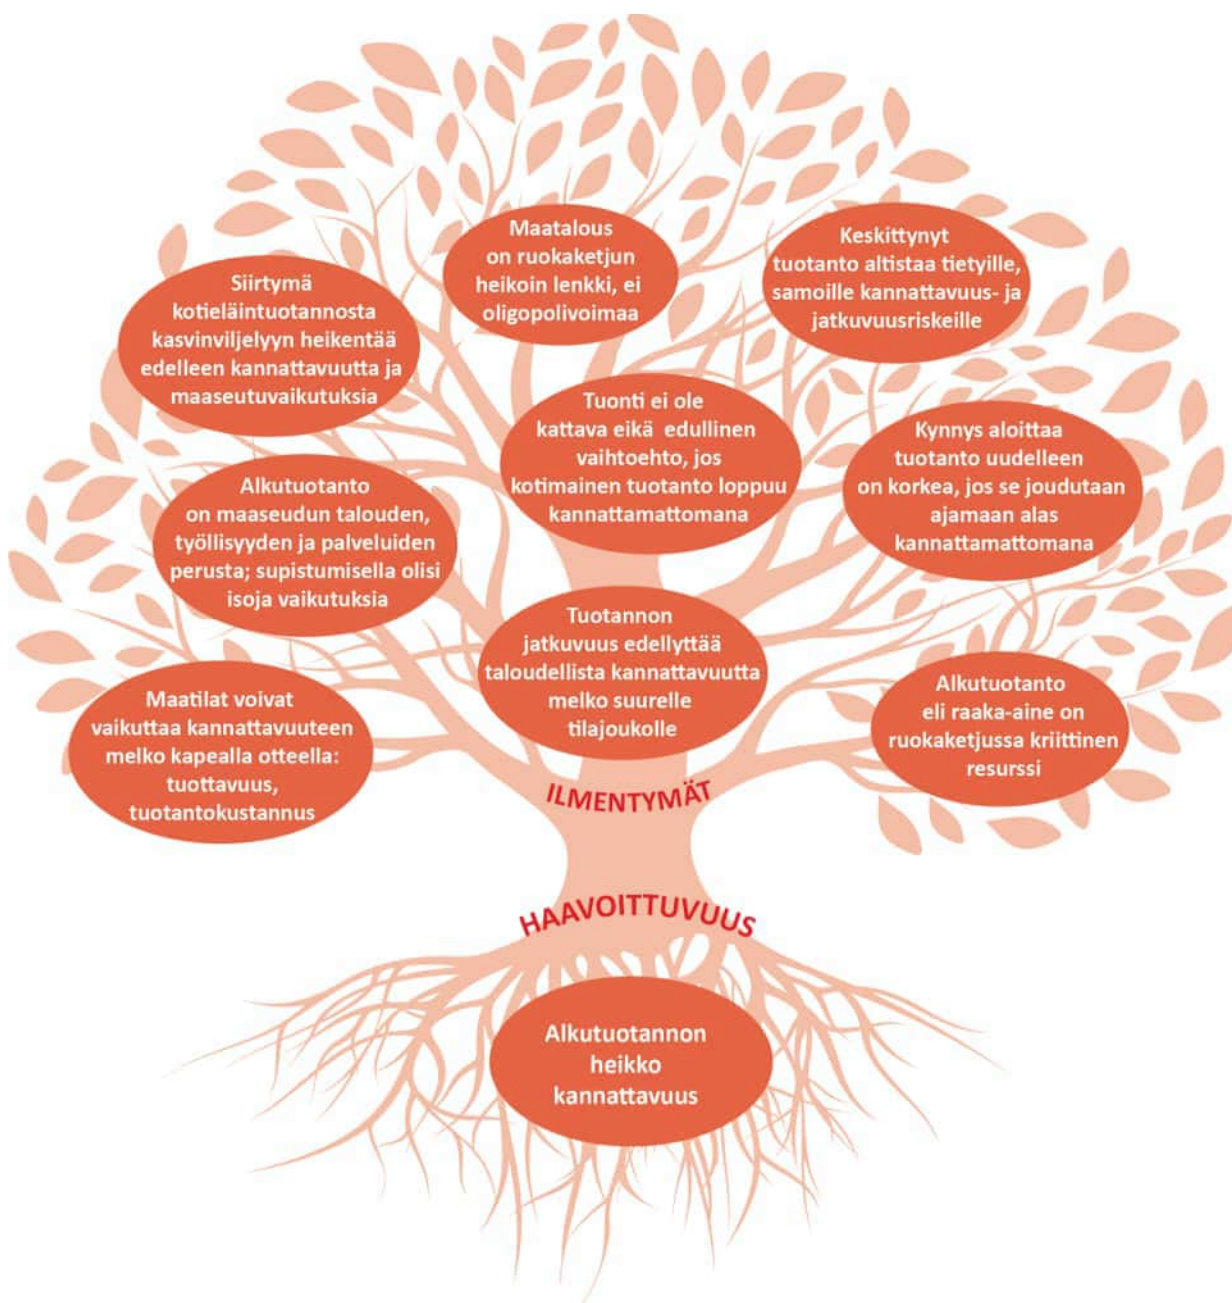 Maatalous
on ruokaketjun
heikoin lenkki, ei
oligopolivoimaa
Keskittynyt
tuotanto altistaa tietyille,
samoille kannattavuus- ja
jatkuvuusriskeille
Siirtymä
kotieläintuotannosta
kasvinviljelyyn heikentää
edelleen kannattavuutta ja
maaseutuvaikutuksia
Tuonti ei ole
kattava eikä edullinen
vaihtoehto, jos
kotimainen tuotanto loppuu
kannattamattomana
Kynnys aloittaa
tuotanto uudelleen
on korkea, jos se joudutaan
ajamaan alas
kannattamattomana
Alkutuotanto
on maaseudun talouden,
työllisyyden ja palveluiden
perusta; supistumisella olisi
isoja vaikutuksia
Tuotannon
jatkuvuus edellyttää
taloudellista kannattavuutta
melko suurelle
tilajoukolle
Maatilat voivat
vaikuttaa kannattavuuteen
melko kapealla otteella:
tuottavuus,
tuotantokustannus
Alkutuotanto
eli raaka-aine on
ruokaketjussa kriittinen
resurssi
ILMENTYMÄT
HAAVOITTUVUUS
Alkutuotannon
heikko
kannattavuus